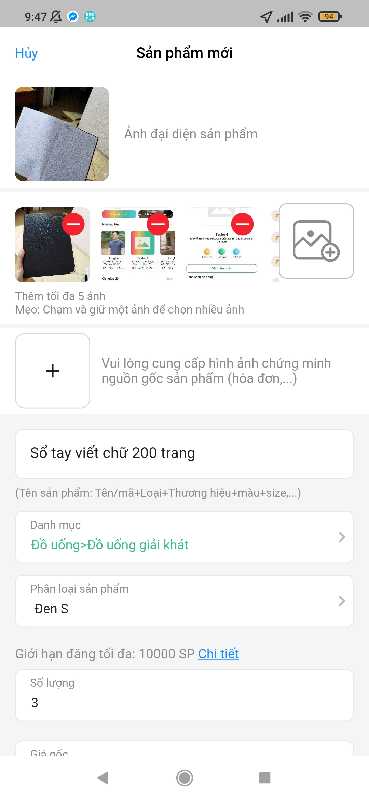 9:47
94
Hủy
Sản phẩm mới
Ảnh đại diện sản phẩm
Thêm tối đa 5 ảnh
Mẹo: Chạm và giữ một ảnh để chọn nhiều ảnh
Vui lòng cung cấp hình ảnh chứng minh
nguồn gốc sản phẩm (hóa đơn,...)
Sổ tay viết chữ 200 trang
(Tên sản phẩm: Tên/mã+Loại+Thương hiệu+màu+size,...)
Danh mục
Đồ uống>Đồ uống giải khát
Phân loại sản phẩm
Đen S
Giới hạn đăng tối đa: 10000 SP Chi tiết
Số lượng
3
Giá gốc